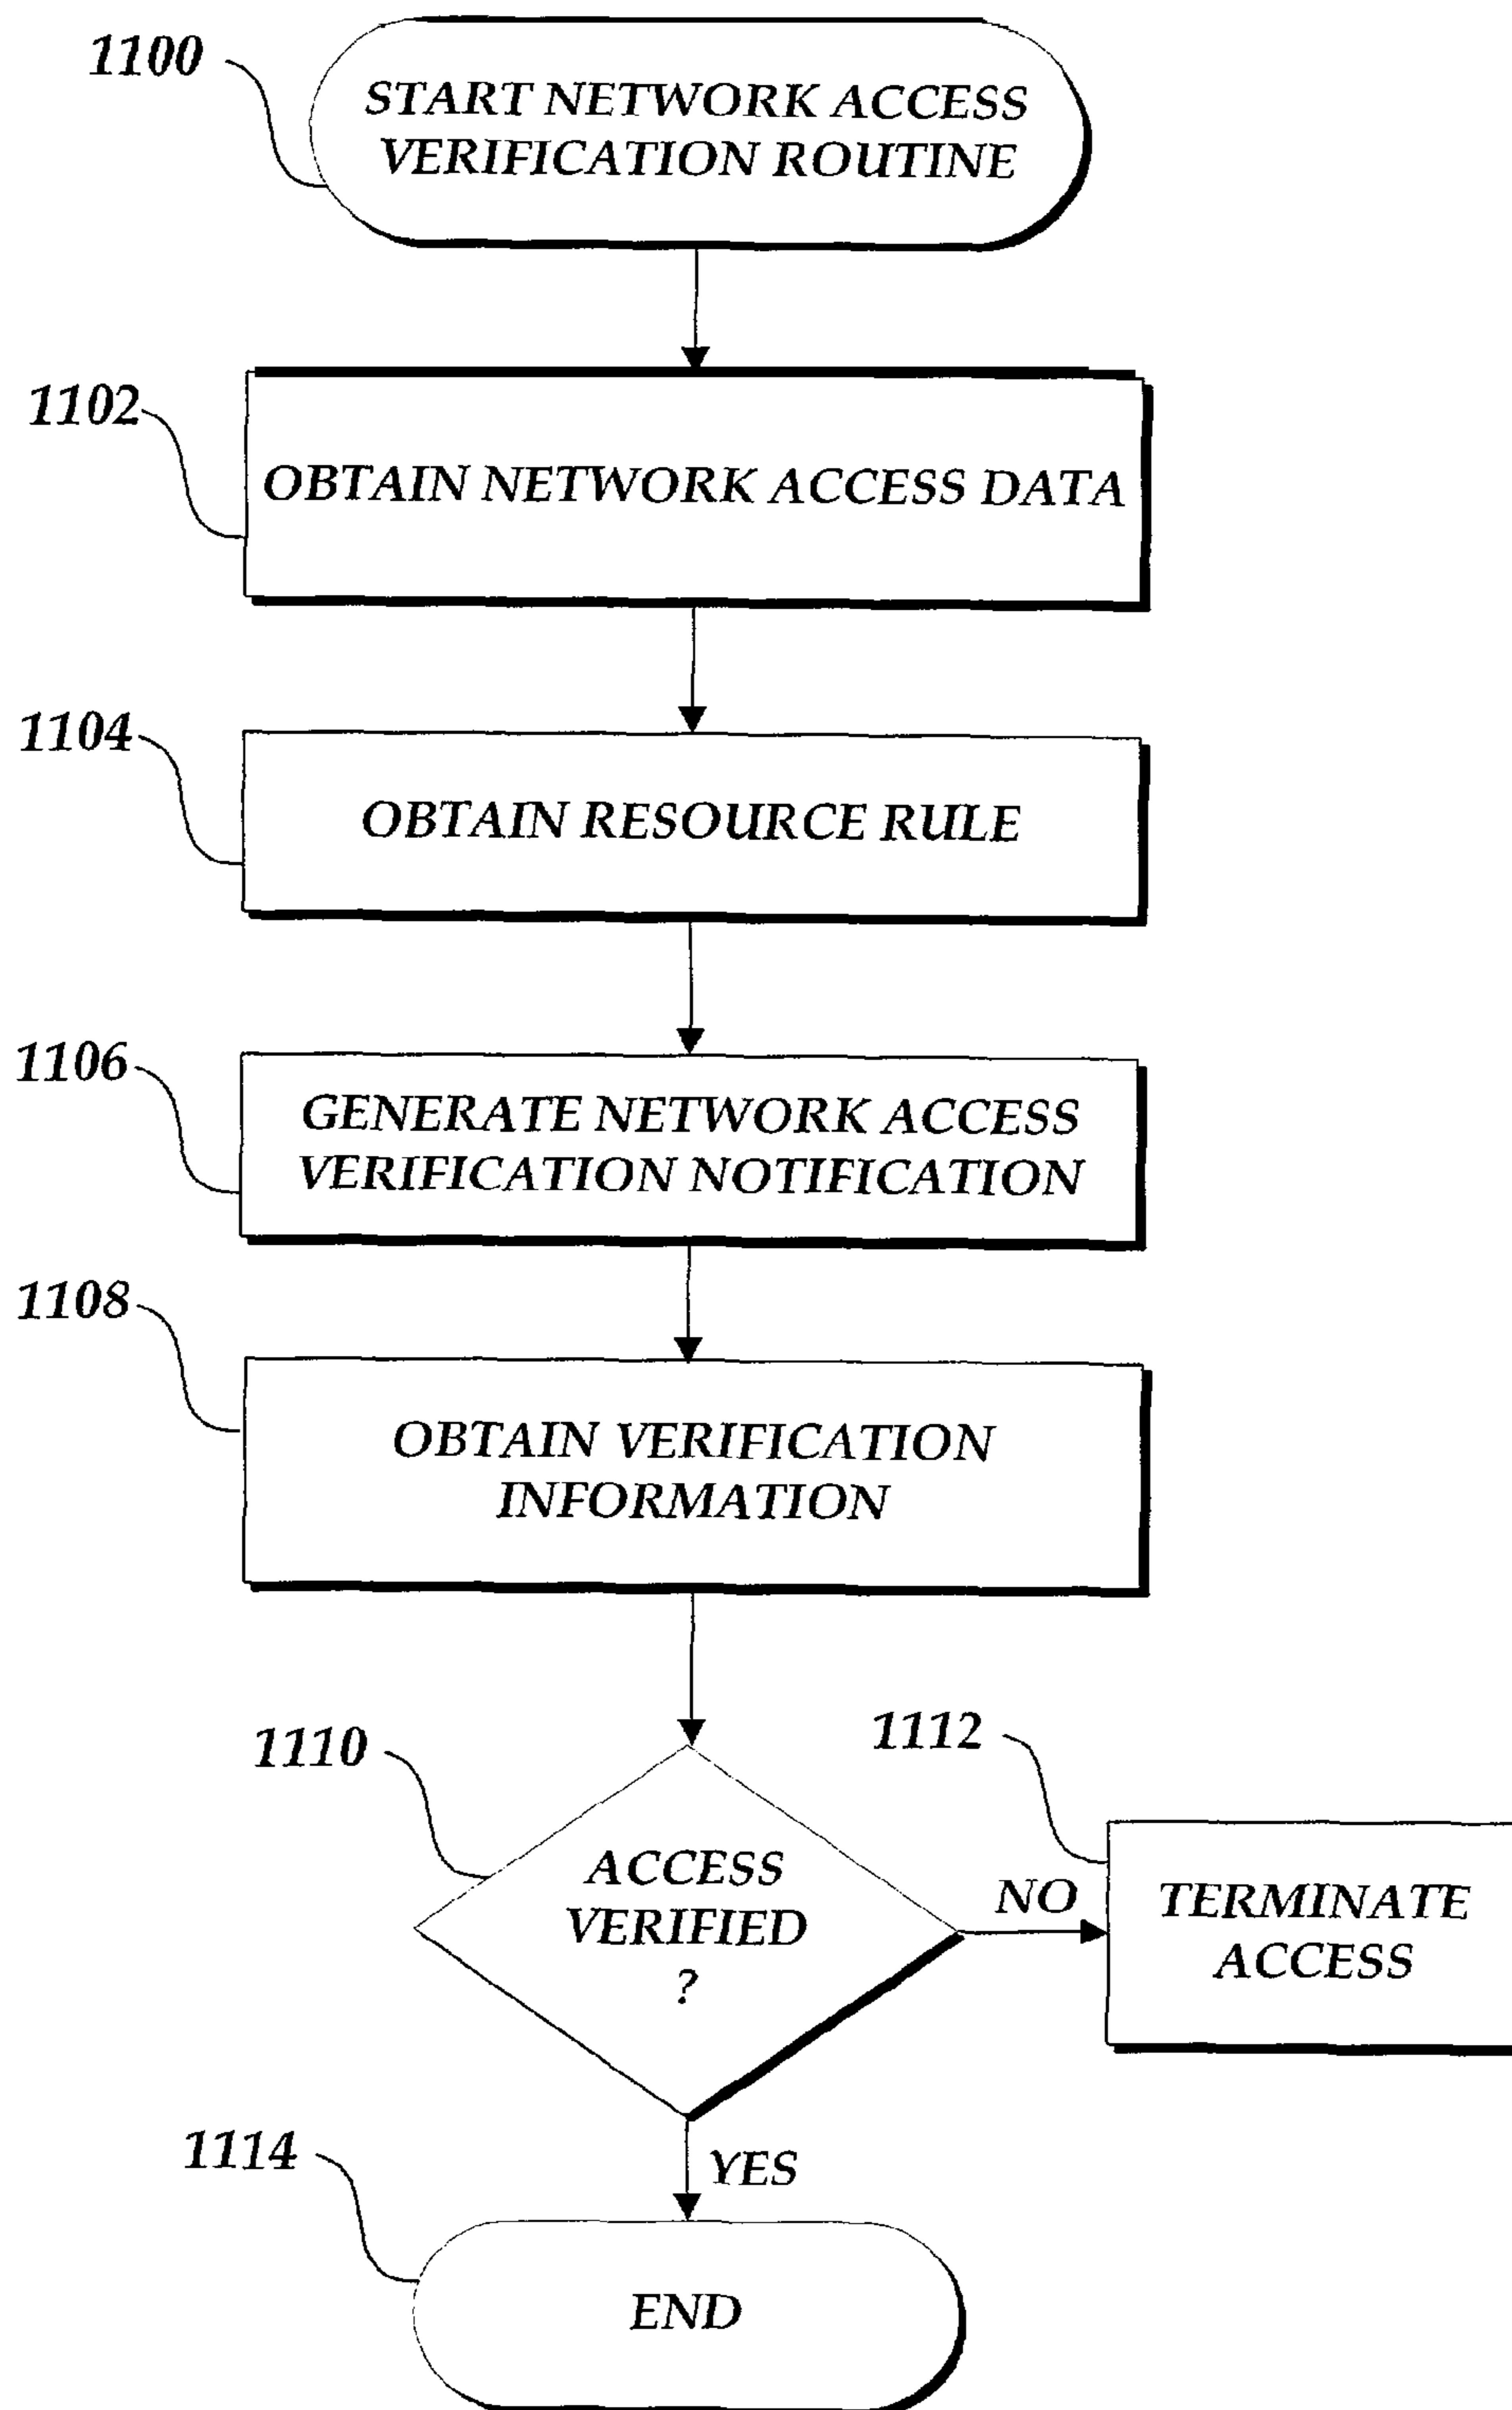 1100
START NETWORK ACCESS
VERIFICATION ROUTINE
1102
OBTAIN NETWORK ACCESS DATA
1104
OBTAIN RESOURCE RULE
1106
GENERATE NETWORK ACCESS
VERIFICATION NOTIFICATION
1108
OBTAIN VERIFICATION
INFORMATION
1110
ACCESS
VERIFIED
?
1112
NO
TERMINATE
ACCESS
YES
1114
END